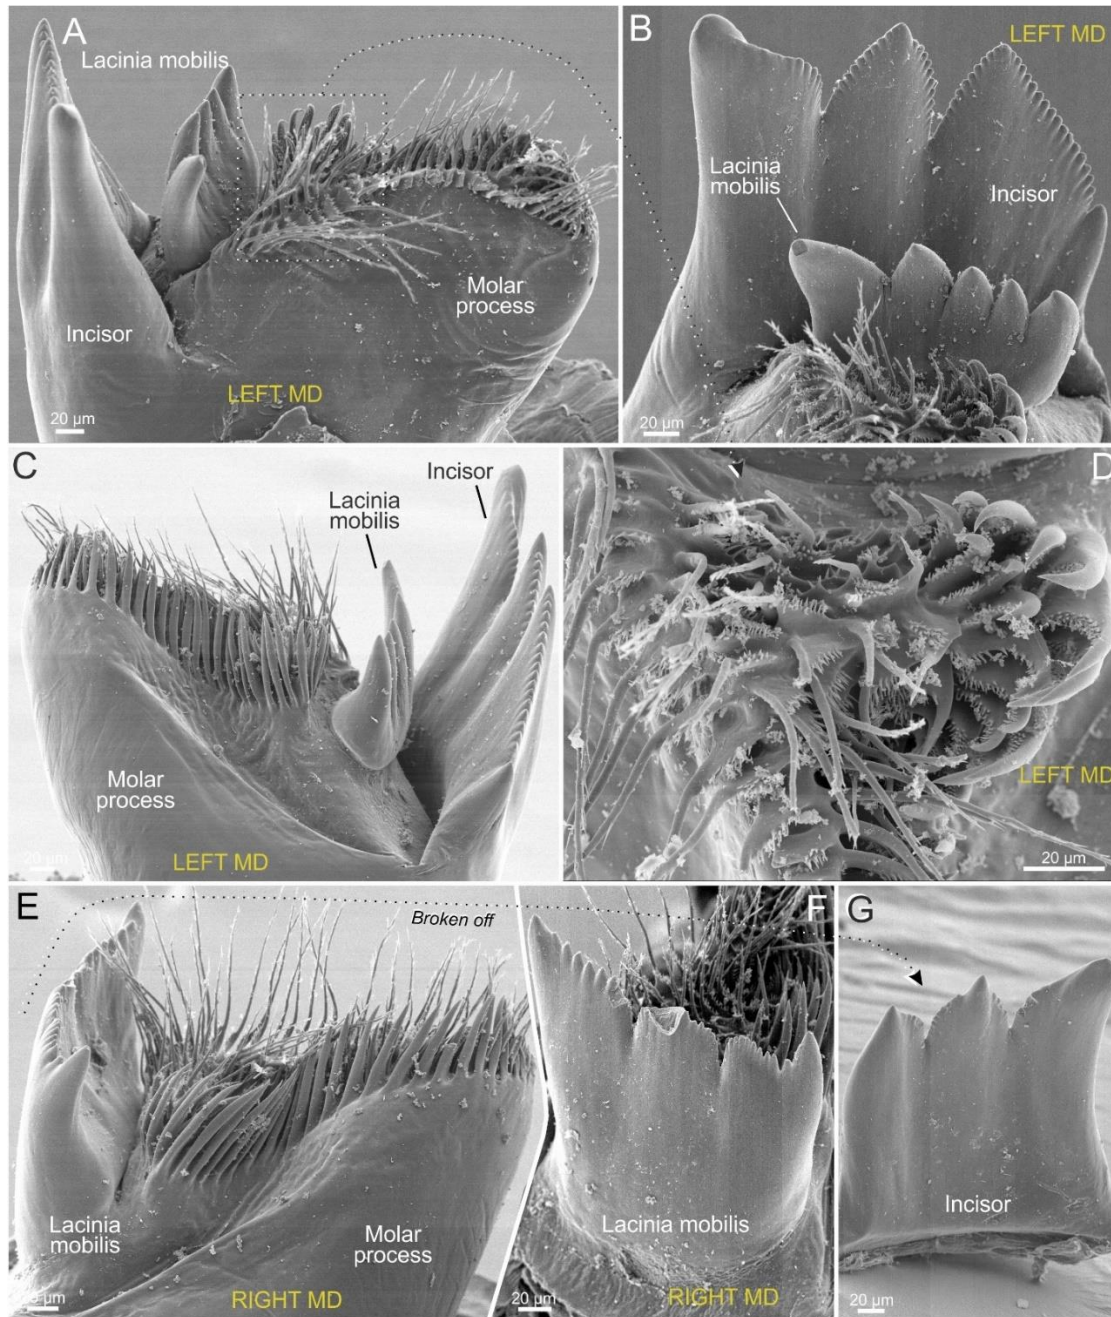 A
Lacinia mobilis
Incisor
Molar
process
LEFT MD
20 µm
B
LEFT MD
Lacinia
mobilis
Incisor
20 µm
C
Incisor
Lacinia
mobilis
Molar
process
LEFT MD
20 µm
D
LEFT MD
20 µm
E
Broken off
Lacinia
mobilis
Molar
process
RIGHT MD
F
Lacinia mobilis
20 µm
RIGHT MD
G
Incisor
20 µm